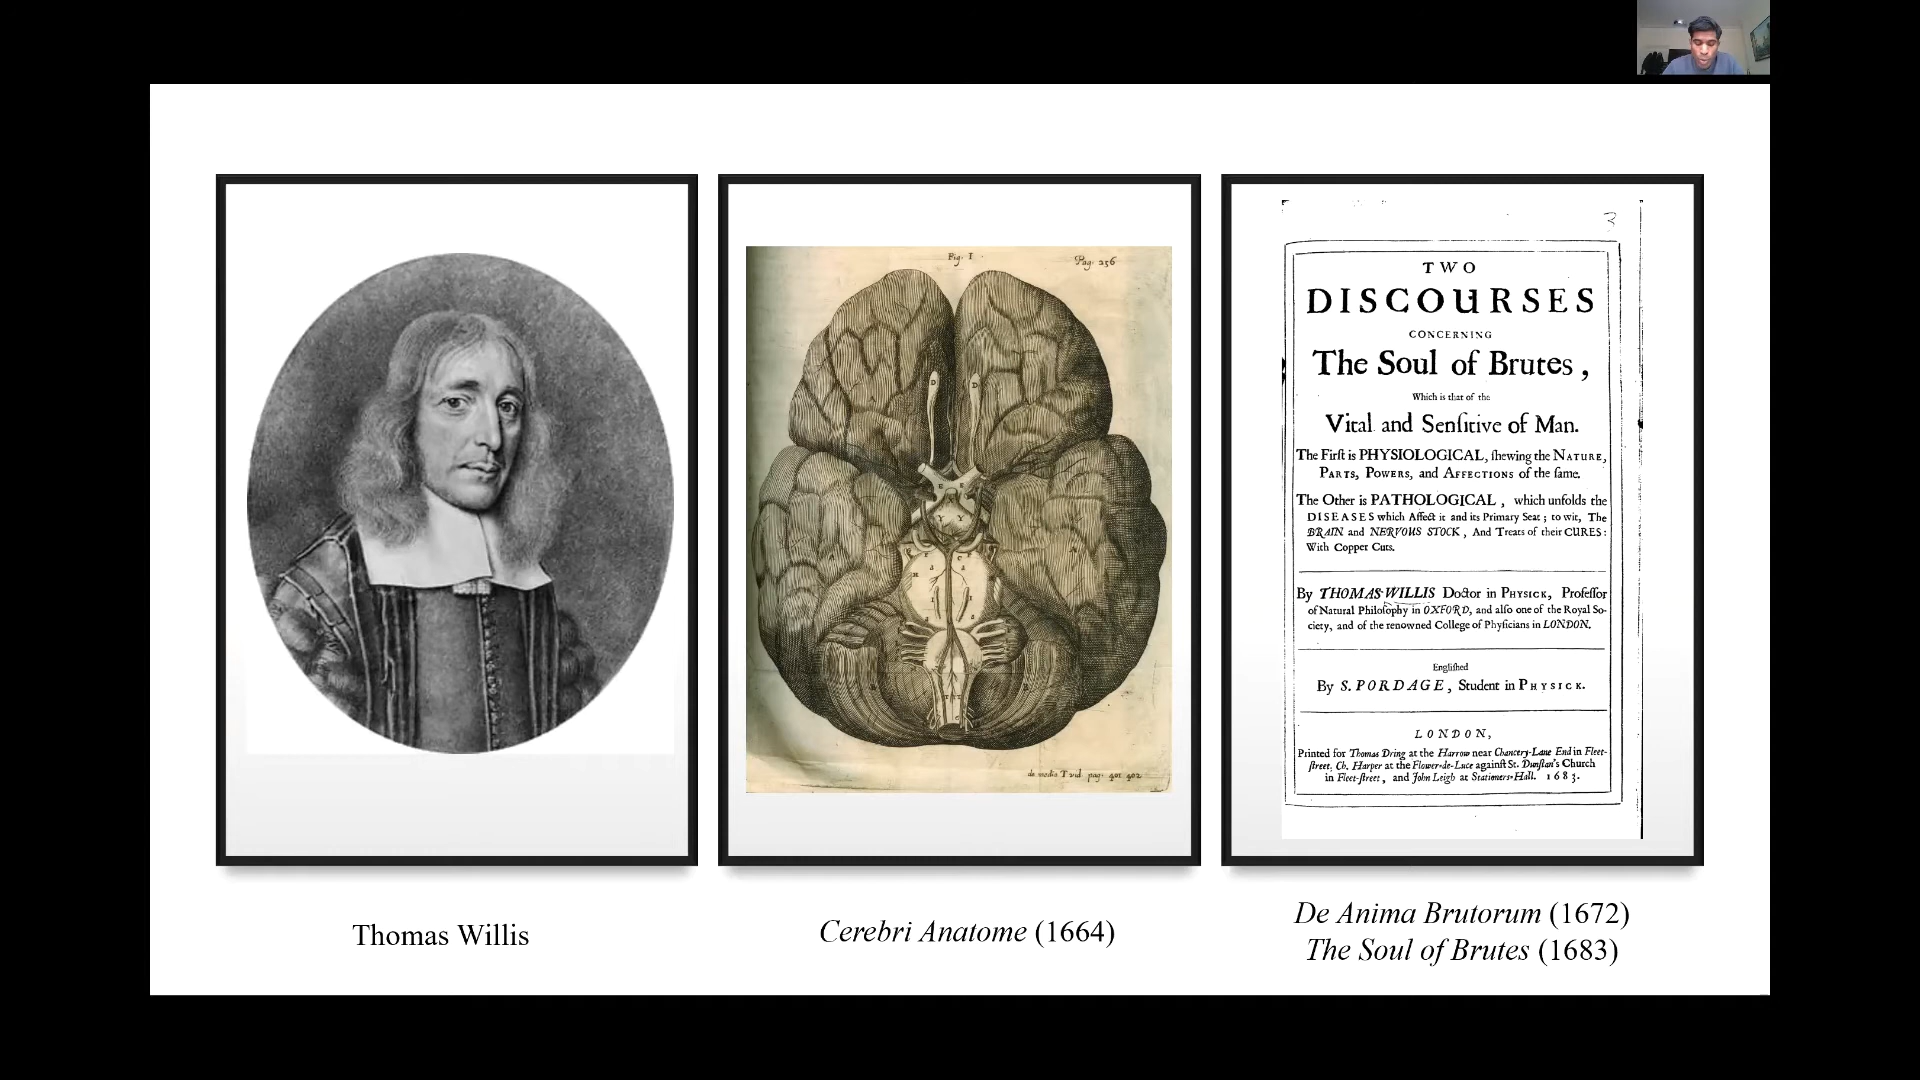 Fig. I
Pag. 256
3
TWO
DISCOURSES
CONCERNING
The Soul of Brutes,
Which is that of the
Vital and Senſitive of Man.
The Firſt is PHYSIOLOGICAL, ſhewing the NATURE,
PARTS, POWERS, and AFFECTIONS of the ſame.
The Other is PATHOLOGICAL, which unfolds the
DISEASES which Affect it and its Primary Seat; to wit, The
BRAIN and NERVOUS STOCK, And Treats of their CURES:
With Copper Cuts.
By THOMAS WILLIS Doctor in PHYSICK, Profeſſor
of Natural Philoſophy in OXFORD, and alſo one of the Royal So-
ciety, and of the renowned College of Phyſicians in LONDON.
Engliſhed
By S. PORDAGE, Student in PHYSICK.
LONDON,
Printed for Thomas Dring at the Harrow near Chancery-Lane End in Fleet-
ſtreet, Ch. Harper at the Flower-de-Luce againſt St. Dunſtan's Church
in Fleet-ſtreet, and John Leigh at Stationers-Hall. 1683.
Thomas Willis
Cerebri Anatome (1664)
De Anima Brutorum (1672)
The Soul of Brutes (1683)